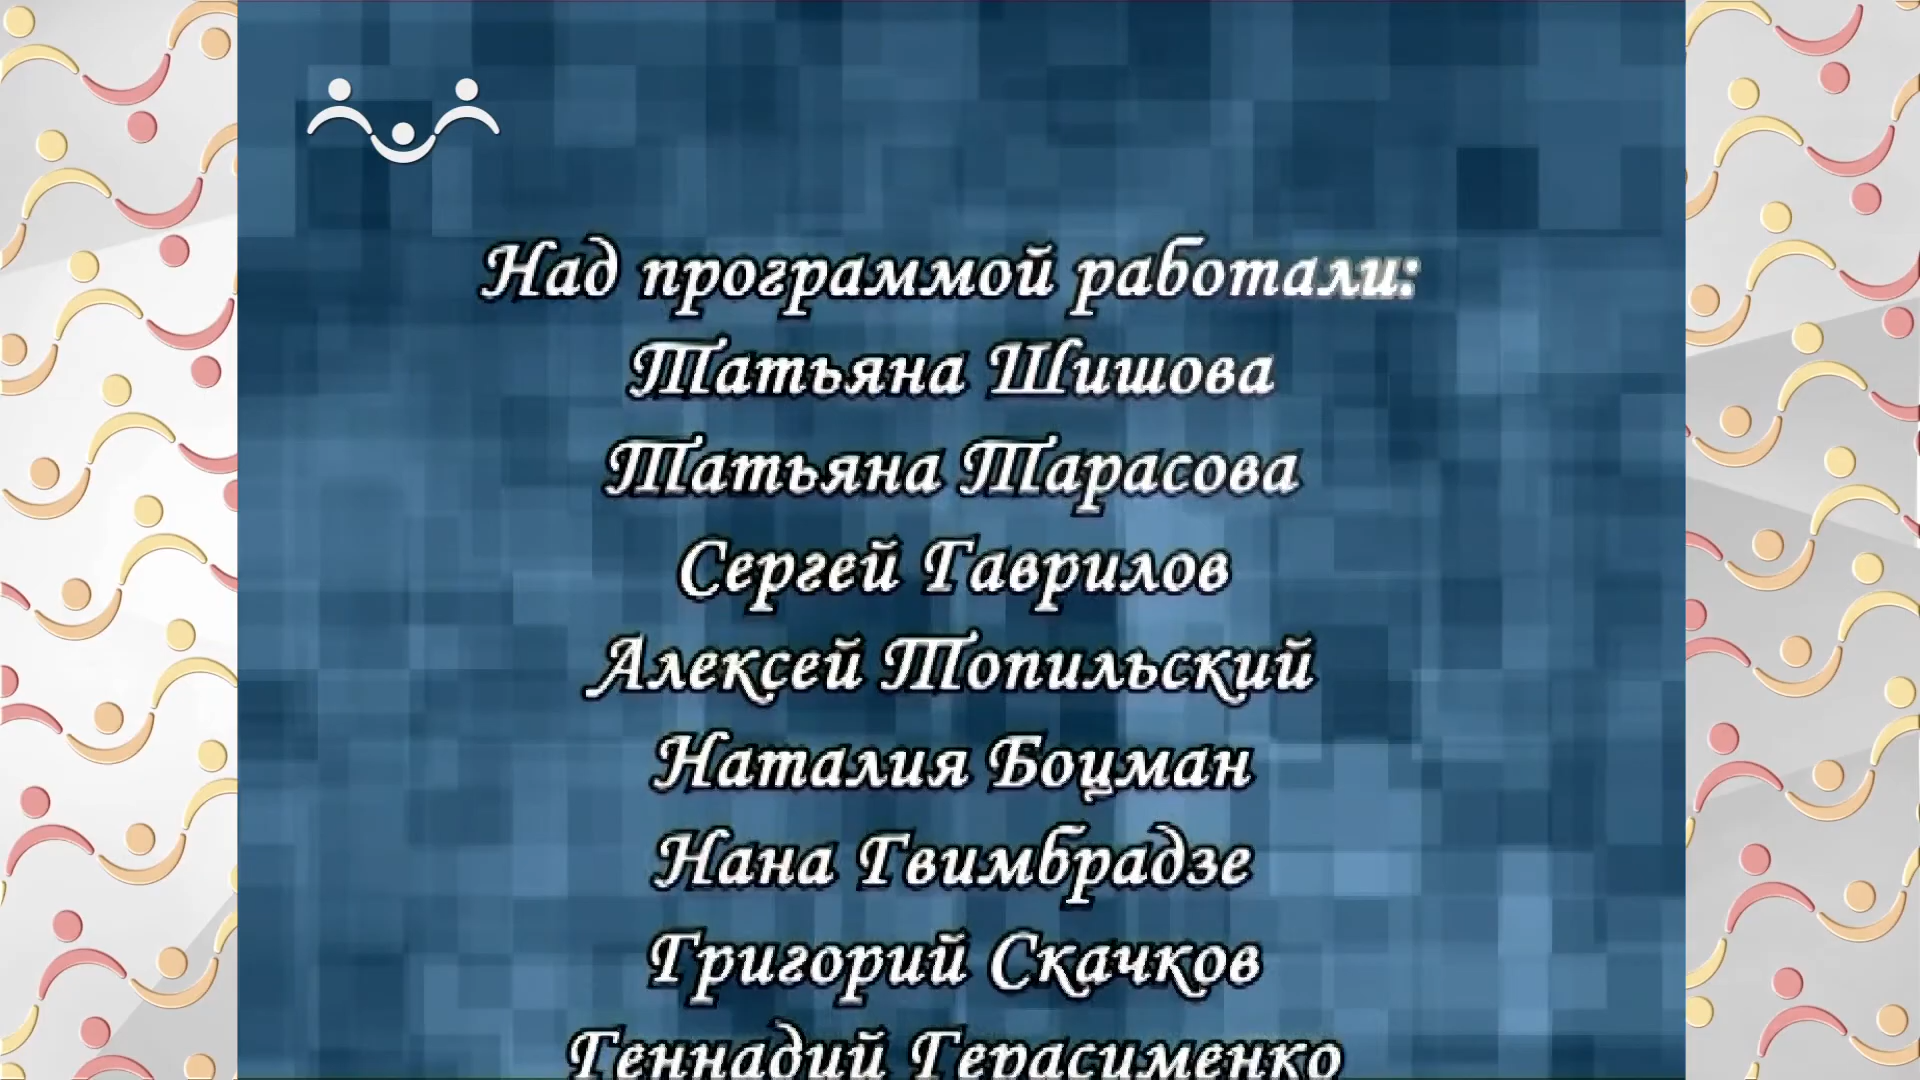 Над программой работали:
Татьяна Шишова
Татьяна Тарасова
Сергей Гаврилов
Алексей Топильский
Наталия Боцман
Нана Гвимбрадзе
Григорий Скачков
Геннадий Герасименко